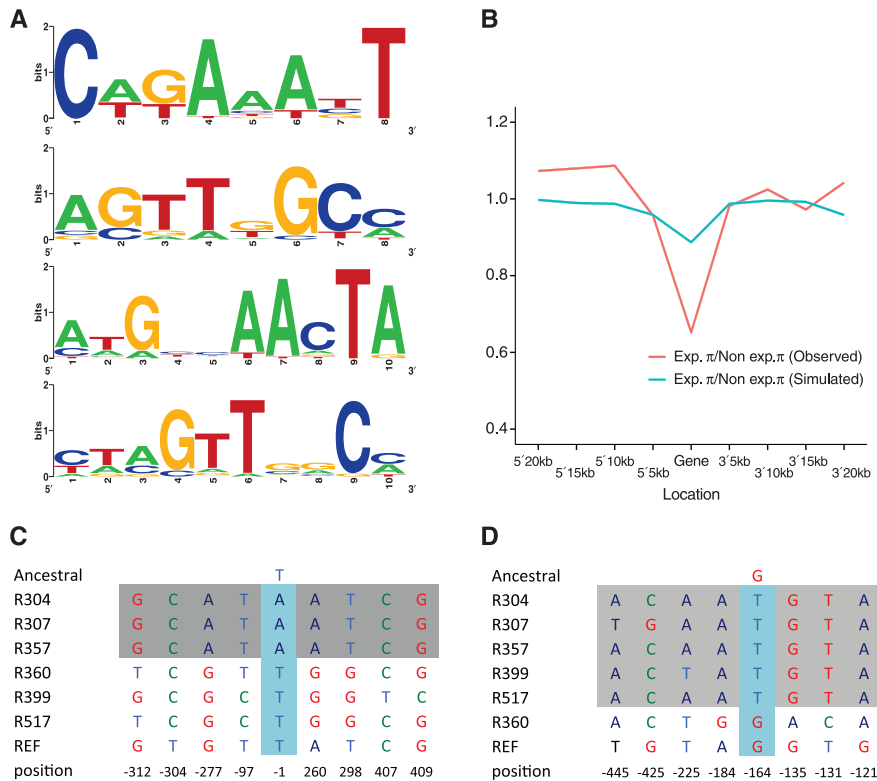 A
bits
2
1
0
C A G A A A T T
5′ 1 2 3 4 5 6 7 8 3′
bits
2
1
0
A G T T G G C C
5′ 1 2 3 4 5 6 7 8 3′
bits
2
1
0
A T G A A C T A
5′ 1 2 3 4 5 6 7 8 9 10 3′
bits
2
1
0
C T A G T T G G C C
5′ 1 2 3 4 5 6 7 8 9 10 3′
B
1.2
1.0
0.8
0.6
0.4
Exp. π/Non exp.π (Observed)
Exp. π/Non exp.π (Simulated)
5´20kb 5´15kb 5´10kb 5´5kb Gene 3´5kb 3´10kb 3´15kb 3´20kb
Location
C
Ancestral T
R304 G C A T A A T C G
R307 G C A T A A T C G
R357 G C A T A A T C G
R360 T C G T T G G C G
R399 G C G C T G G T C
R517 T C G C T G G C G
REF G T G T T A T C G
position -312 -304 -277 -97 -1 260 298 407 409
D
Ancestral G
R304 A C A A T G T A
R307 T G A A T G T A
R357 A C A A T G T A
R399 A C T A T G T A
R517 A C A A T G T A
R360 A C T G G A C A
REF T G T A G G T G
position -445 -425 -225 -184 -164 -135 -131 -121